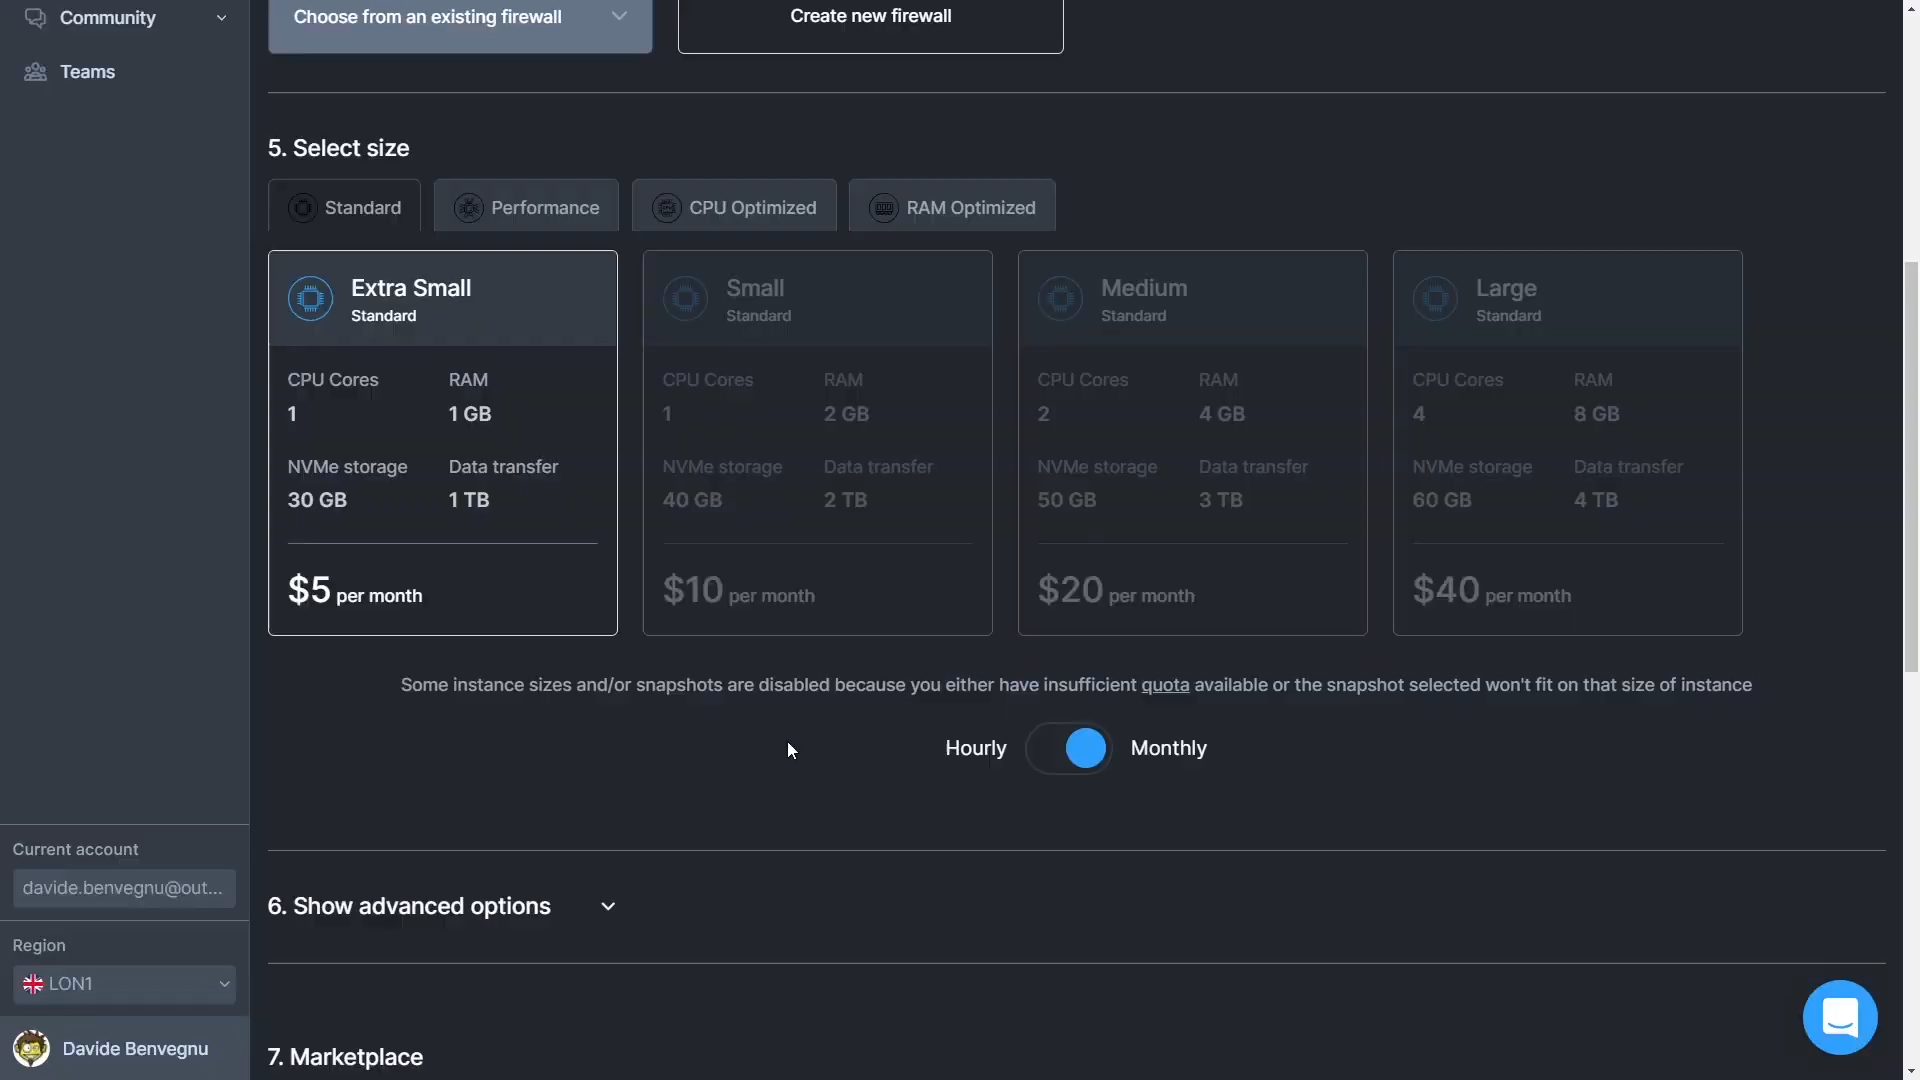 Community
Teams
Choose from an existing firewall
Create new firewall
5. Select size
Standard
Performance
CPU Optimized
RAM Optimized
Extra Small
Standard
CPU Cores
RAM
1
1 GB
NVMe storage
Data transfer
30 GB
1 TB
$5 per month
Small
Standard
CPU Cores
RAM
1
2 GB
NVMe storage
Data transfer
40 GB
2 TB
$10 per month
Medium
Standard
CPU Cores
RAM
2
4 GB
NVMe storage
Data transfer
50 GB
3 TB
$20 per month
Large
Standard
CPU Cores
RAM
4
8 GB
NVMe storage
Data transfer
60 GB
4 TB
$40 per month
Some instance sizes and/or snapshots are disabled because you either have insufficient quota available or the snapshot selected won't fit on that size of instance
Hourly
Monthly
6. Show advanced options
7. Marketplace
Current account
davide.benvegnu@out...
Region
LON1
Davide Benvegnu